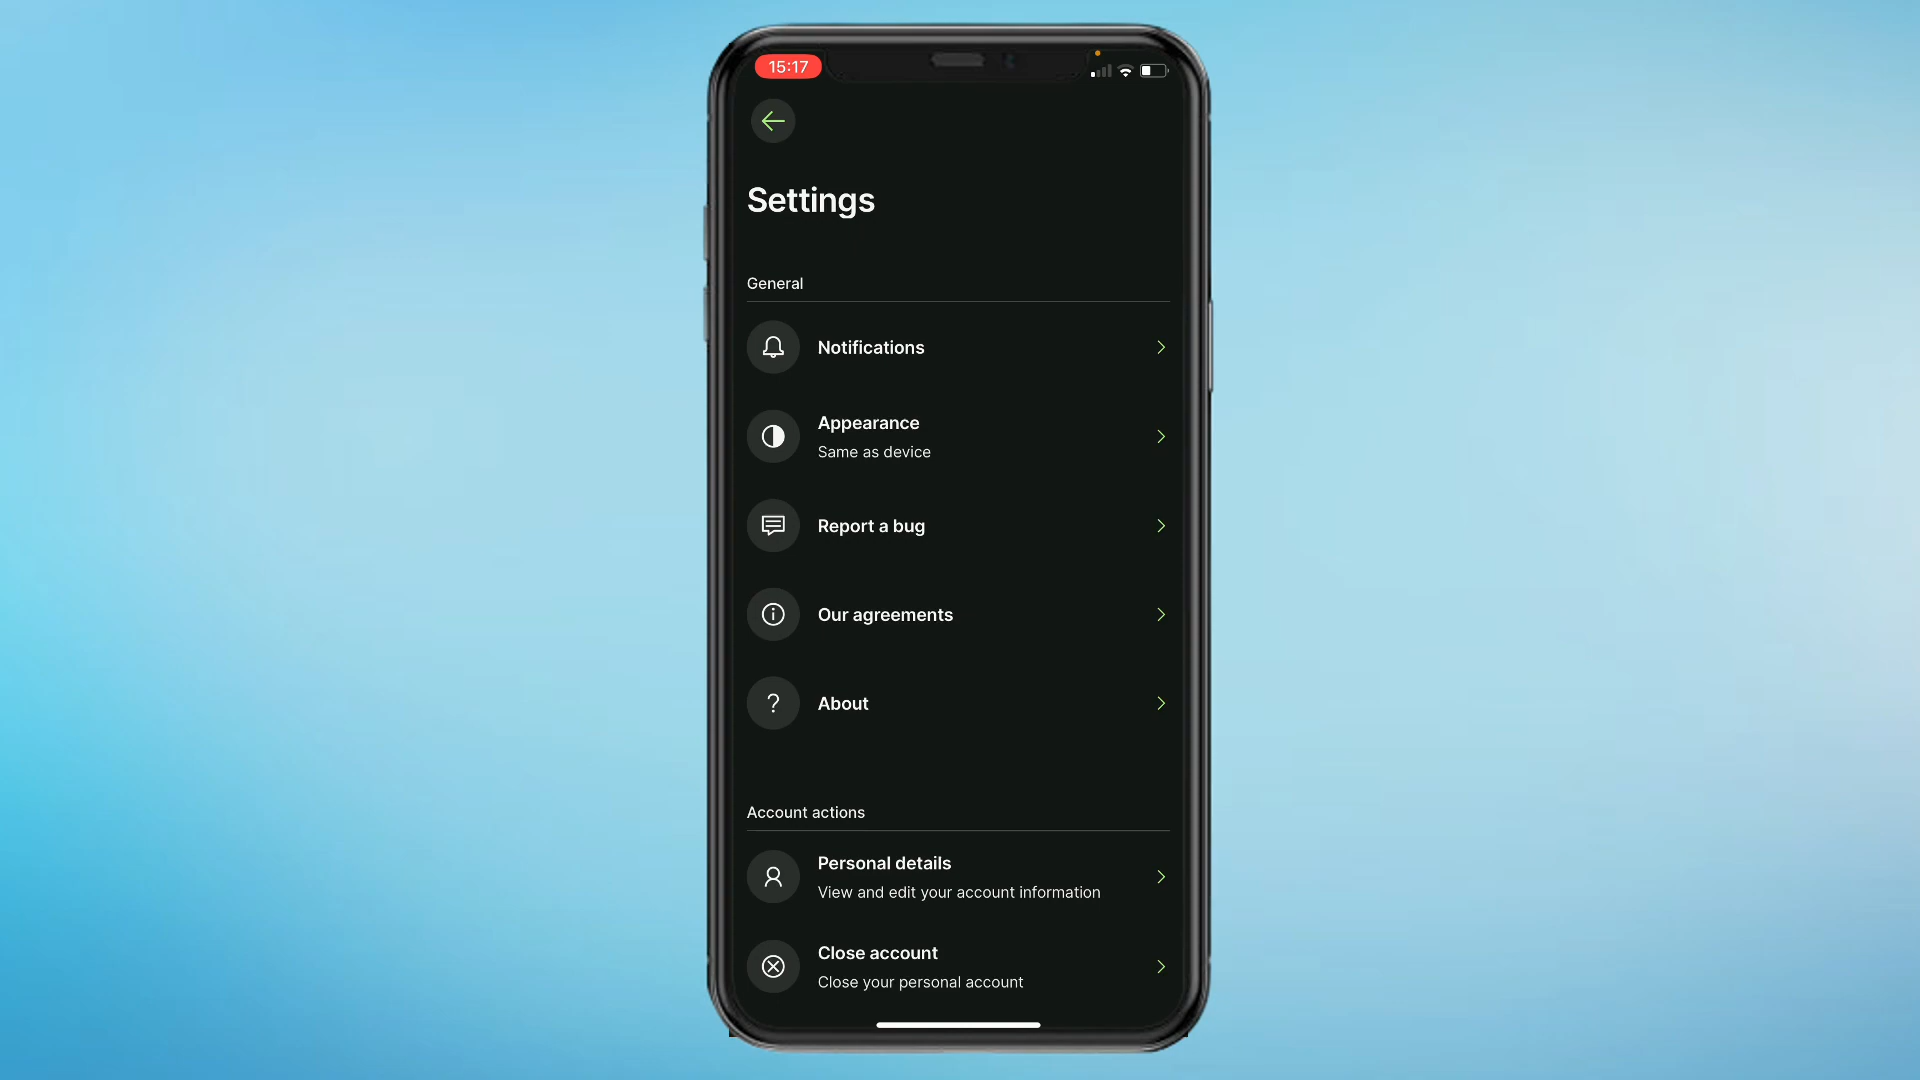 15:17
Settings
General
Notifications
Appearance
Same as device
Report a bug
Our agreements
About
Account actions
Personal details
View and edit your account information
Close account
Close your personal account